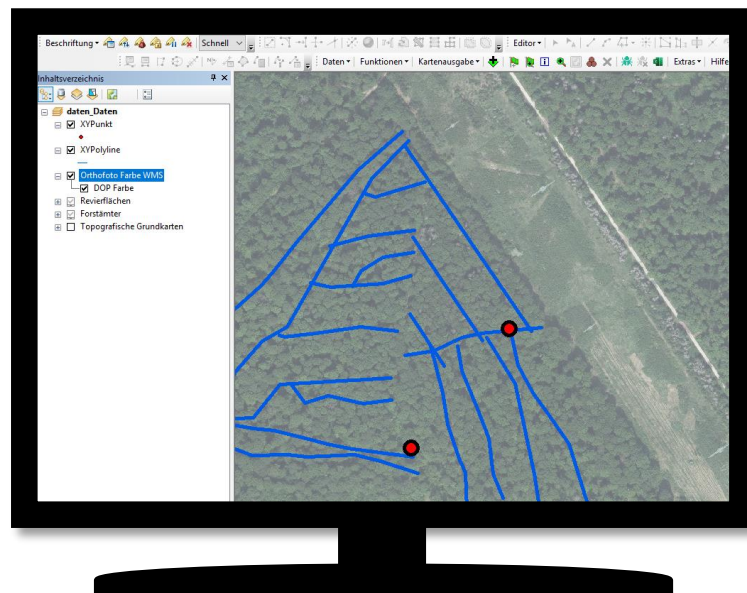 Beschriftung Schnell Editor
Daten Funktionen Kartenausgabe Extras Hilfe
Inhaltsverzeichnis
daten_Daten
XYPunkt
XYPolyline
Orthofoto Farbe WMS
DOP Farbe
Revierflächen
Forstämter
Topografische Grundkarten